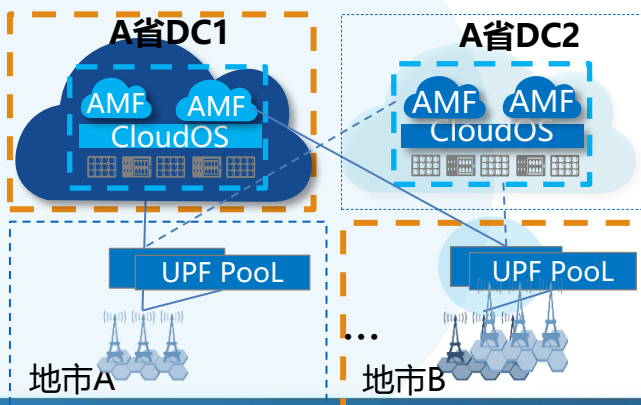 A省DC1
A省DC2
AMF
AMF
AMF
AMF
CloudOS
CloudOS
UPF PooL
UPF PooL
...
地市A
地市B